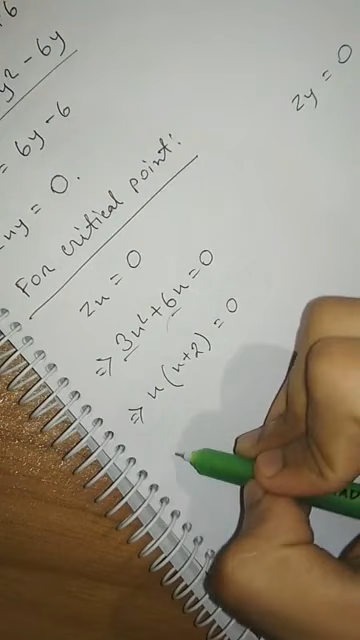 6
y² - 6y
= 6y - 6
xy = 0.
For critical point:
zx = 0
⇒ 3x² + 6x = 0
⇒ x(x+2) = 0
zy = 0